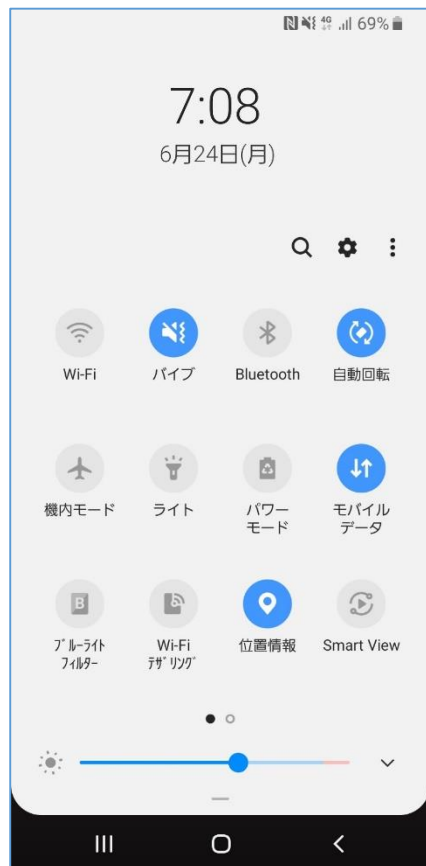 4G 69%
7:08
6月24日(月)
Wi-Fi バイブ Bluetooth 自動回転
機内モード ライト パワー モバイル
モード データ
B
ブルーライト Wi-Fi 位置情報 Smart View
フィルター テザリング